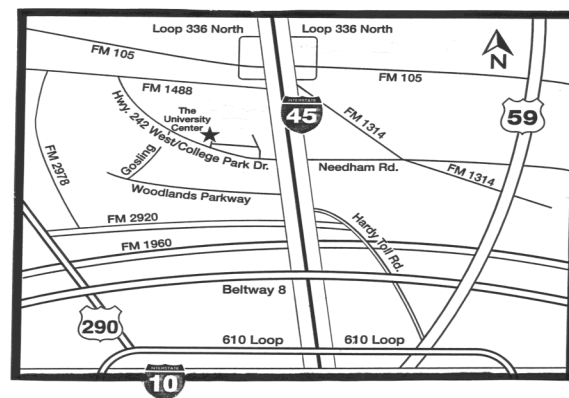 Loop 336 North
Loop 336 North
N
FM 105
FM 105
FM 1488
INTERSTATE
45
59
FM 1314
The
University
Center
Hwy. 242 West/College Park Dr.
Gosling
FM 2978
Needham Rd.
FM 1314
Woodlands Parkway
FM 2920
Hardy Toll Rd.
FM 1960
Beltway 8
290
610 Loop
610 Loop
INTERSTATE
10